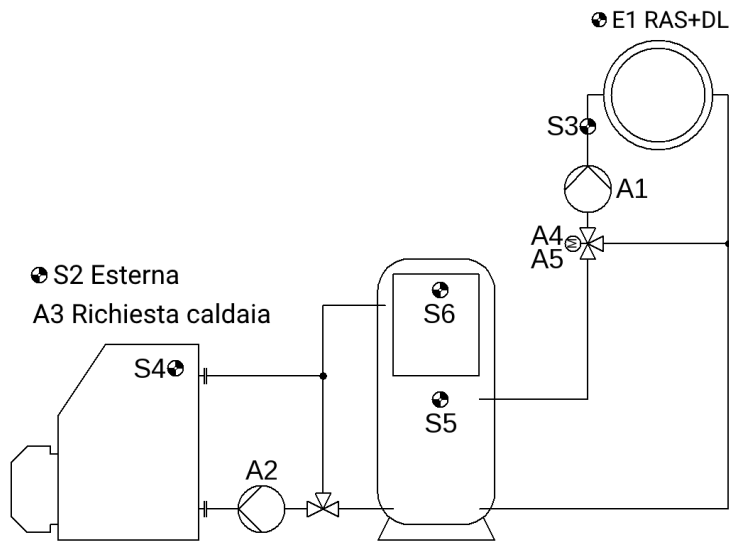 E1 RAS+DL
S3
A1
A4
M
A5
S2 Esterna
A3 Richiesta caldaia
S6
S4
S5
A2